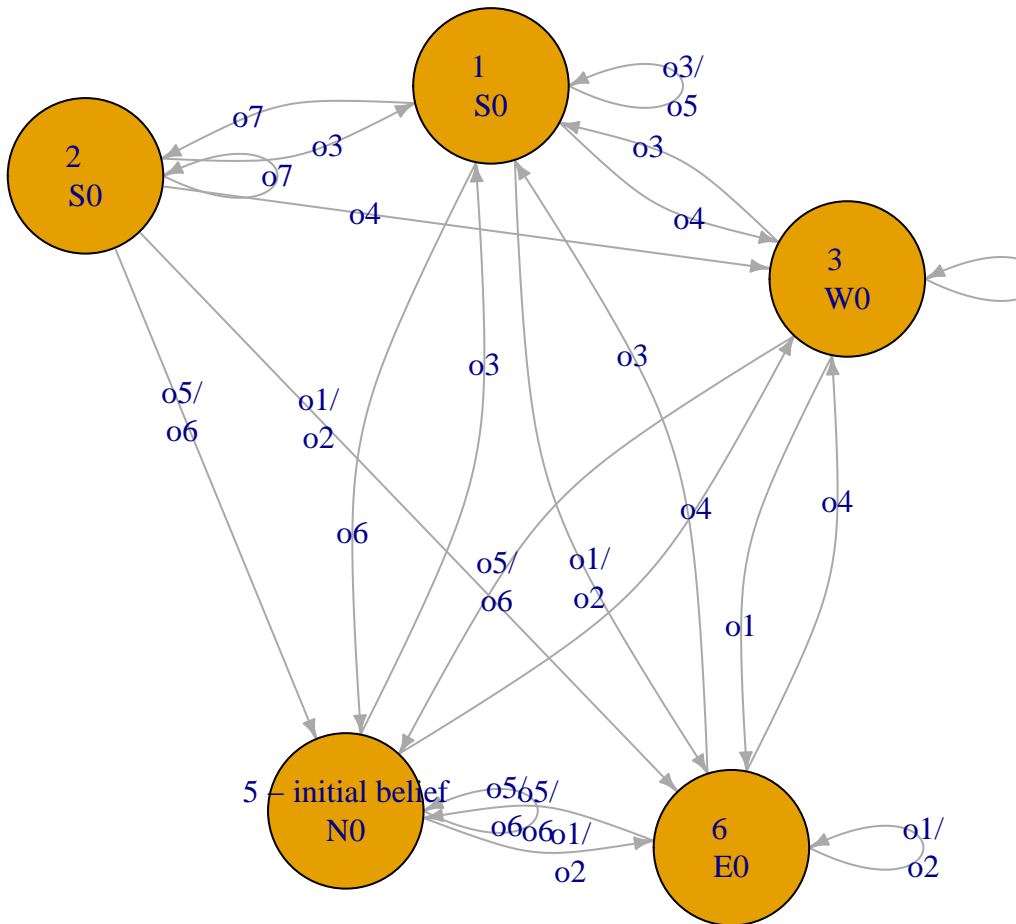 1
S0
o3/
o5
o7
o3
2
S0
o7
o3
o4
o4
3
W0
o3
o3
o5/
o6
o1/
o2
o6
o4
o4
o5/
o6
o1/
o2
o1
5 – initial belief
N0
o5/
o6
o5/
o6
o1/
o2
6
E0
o1/
o2